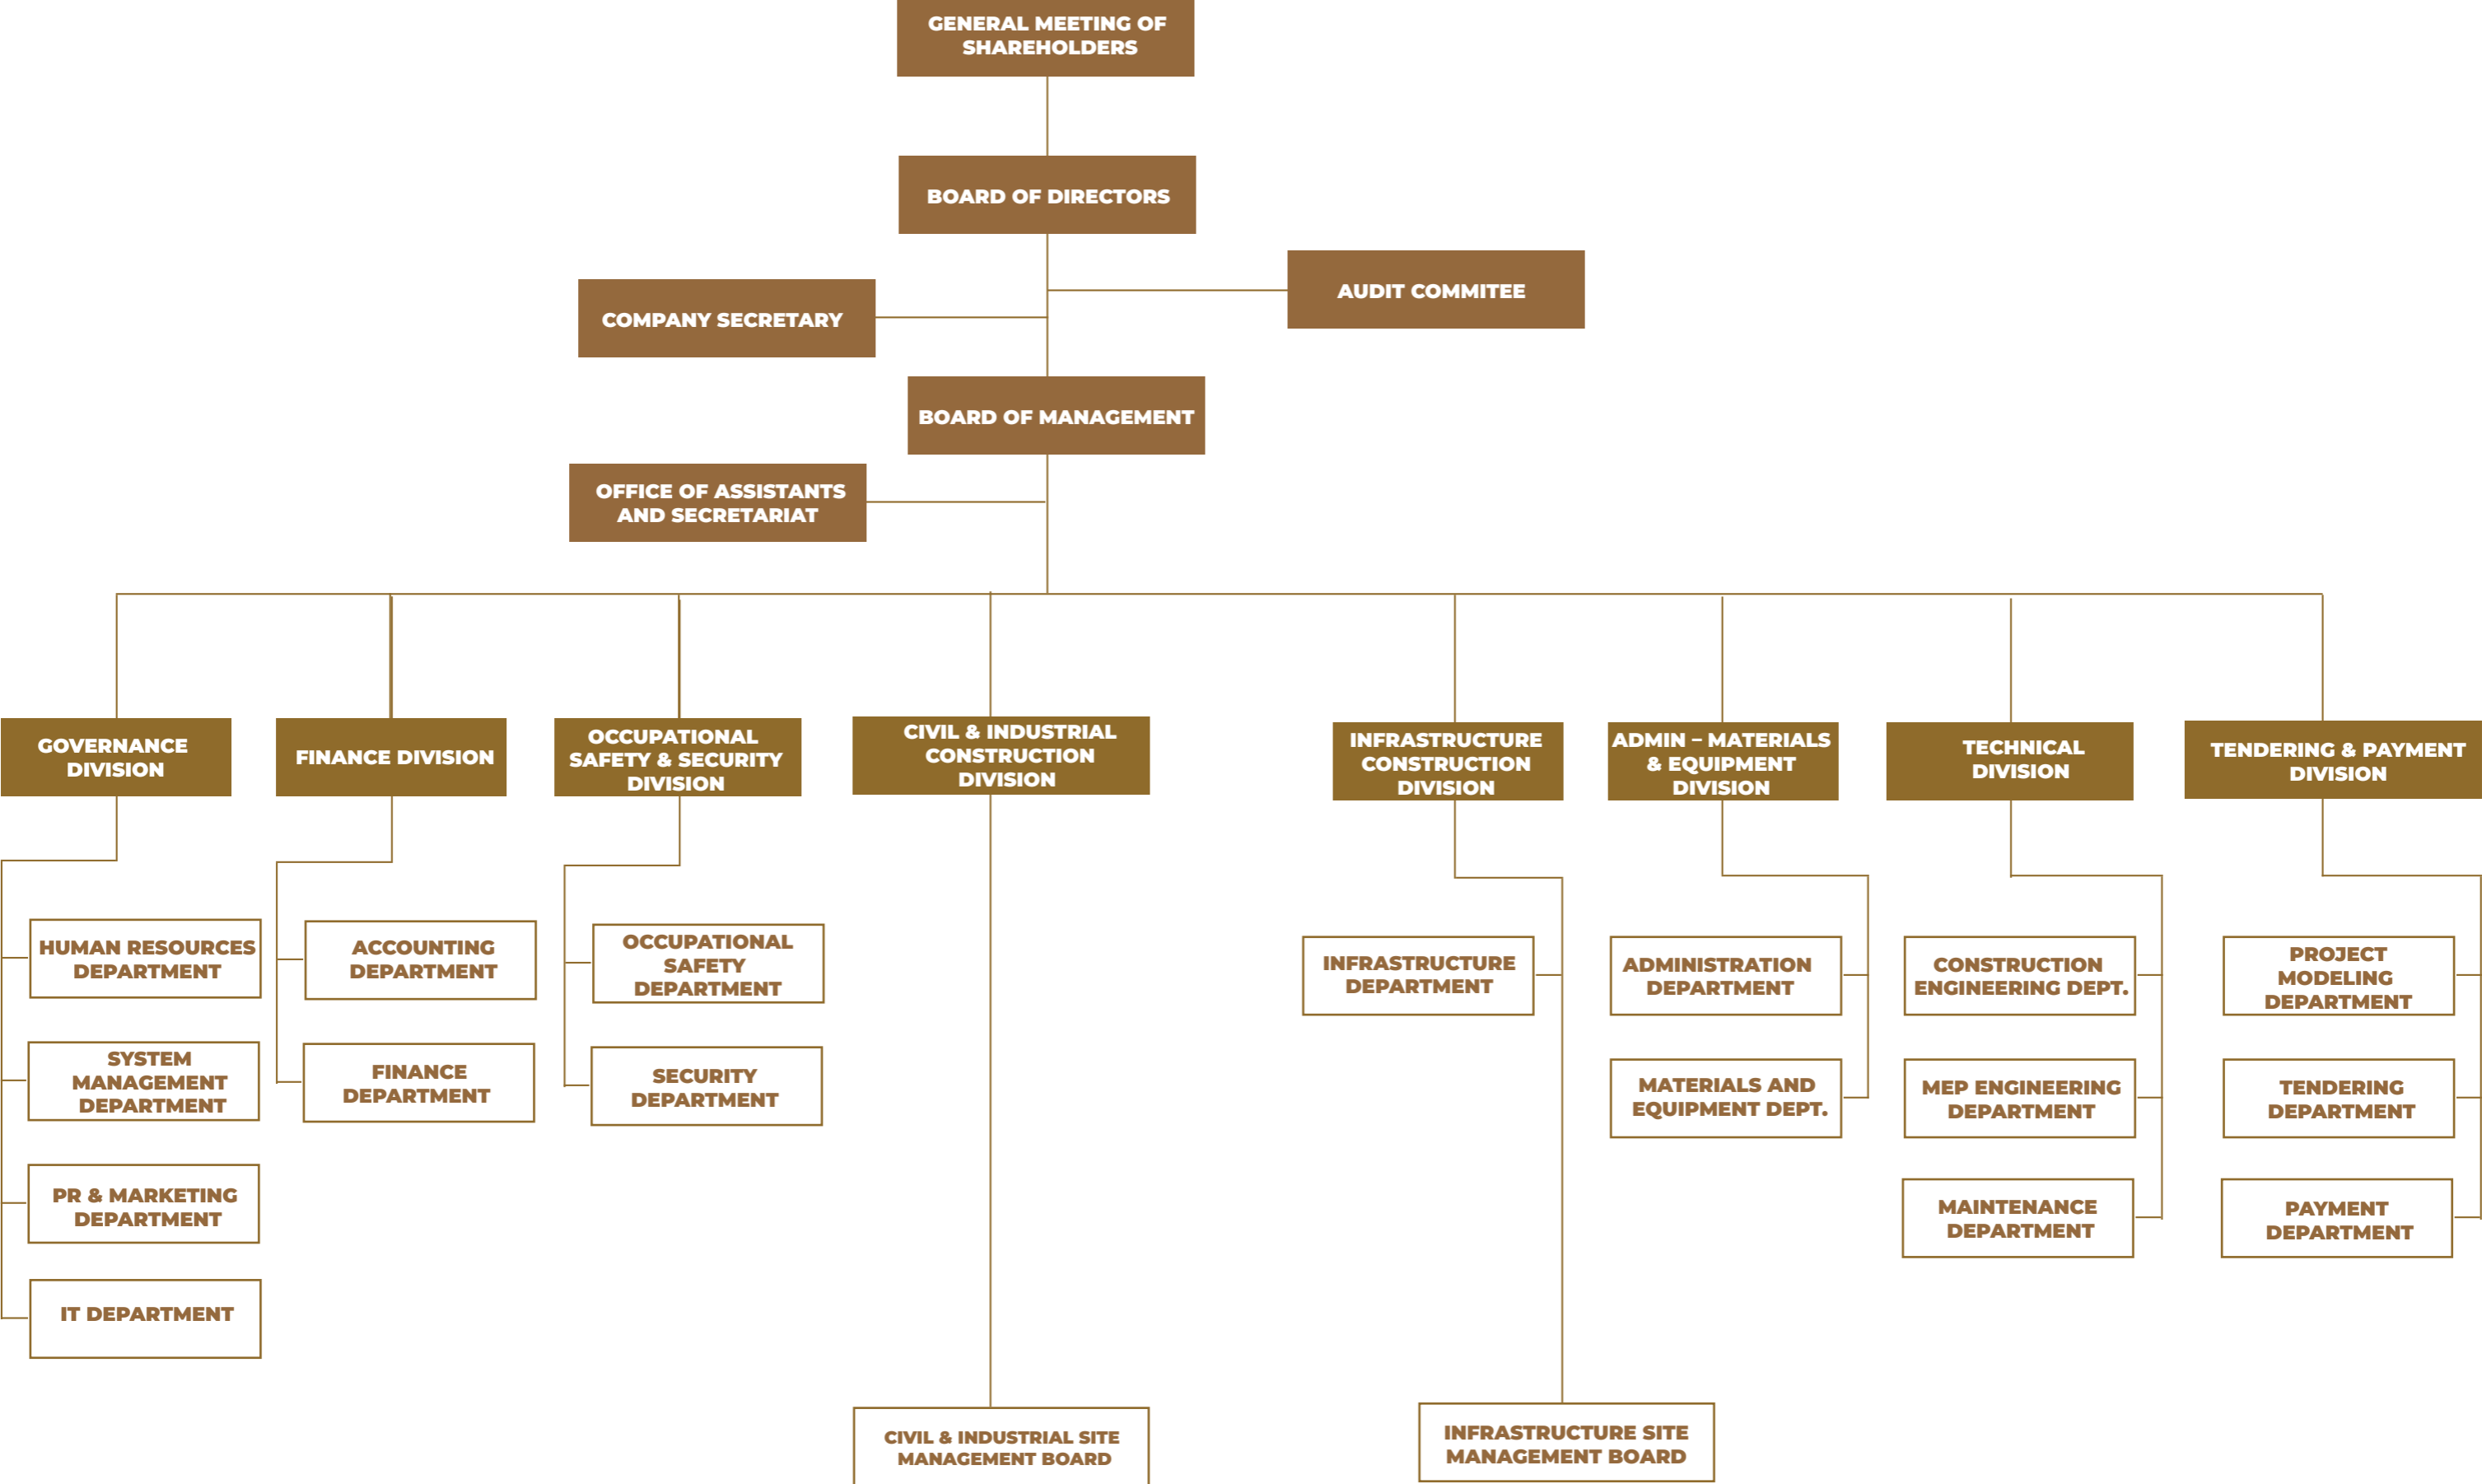 GENERAL MEETING OF
SHAREHOLDERS
BOARD OF DIRECTORS
AUDIT COMMITEE
COMPANY SECRETARY
BOARD OF MANAGEMENT
OFFICE OF ASSISTANTS
AND SECRETARIAT
GOVERNANCE
DIVISION
FINANCE DIVISION
OCCUPATIONAL
SAFETY & SECURITY
DIVISION
CIVIL & INDUSTRIAL
CONSTRUCTION
DIVISION
INFRASTRUCTURE
CONSTRUCTION
DIVISION
ADMIN – MATERIALS
& EQUIPMENT
DIVISION
TECHNICAL
DIVISION
TENDERING & PAYMENT
DIVISION
HUMAN RESOURCES
DEPARTMENT
SYSTEM
MANAGEMENT
DEPARTMENT
PR & MARKETING
DEPARTMENT
IT DEPARTMENT
ACCOUNTING
DEPARTMENT
FINANCE
DEPARTMENT
OCCUPATIONAL
SAFETY
DEPARTMENT
SECURITY
DEPARTMENT
CIVIL & INDUSTRIAL SITE
MANAGEMENT BOARD
INFRASTRUCTURE
DEPARTMENT
INFRASTRUCTURE SITE
MANAGEMENT BOARD
ADMINISTRATION
DEPARTMENT
MATERIALS AND
EQUIPMENT DEPT.
CONSTRUCTION
ENGINEERING DEPT.
MEP ENGINEERING
DEPARTMENT
MAINTENANCE
DEPARTMENT
PROJECT
MODELING
DEPARTMENT
TENDERING
DEPARTMENT
PAYMENT
DEPARTMENT